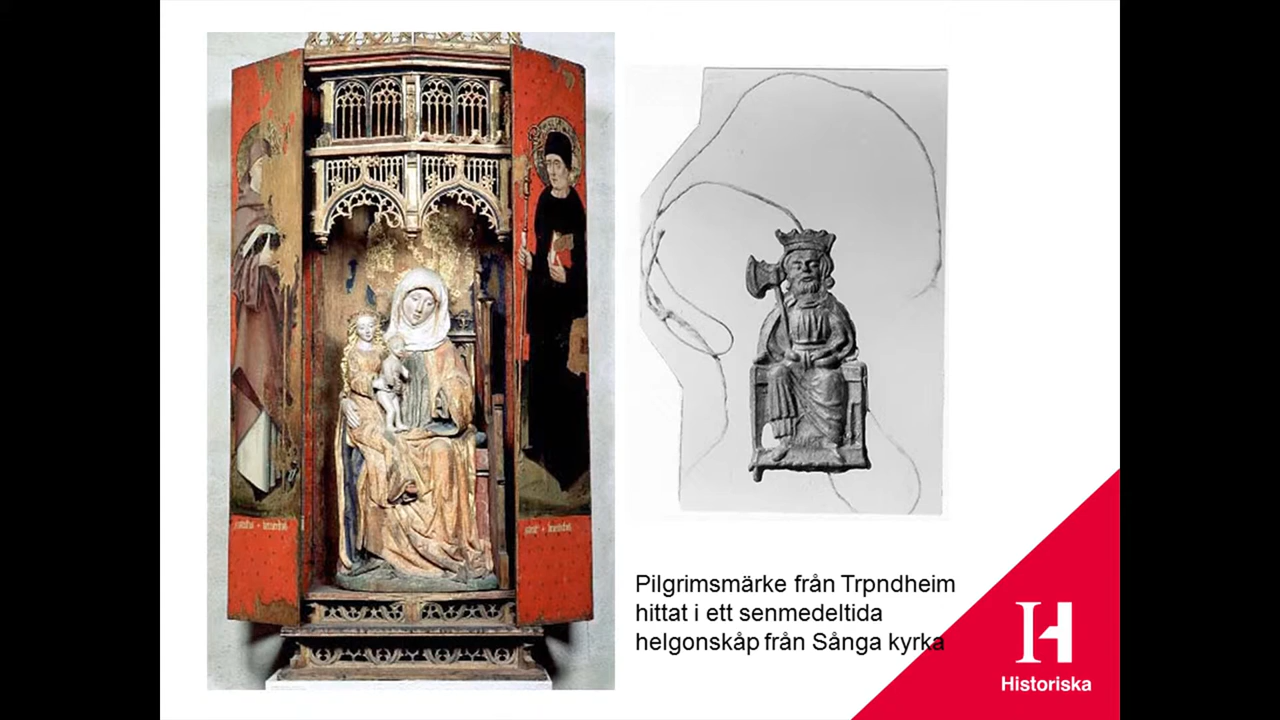 Pilgrimsmärke från Trpndheim
hittat i ett senmedeltida
helgonskåp från Sånga kyrka
Historiska